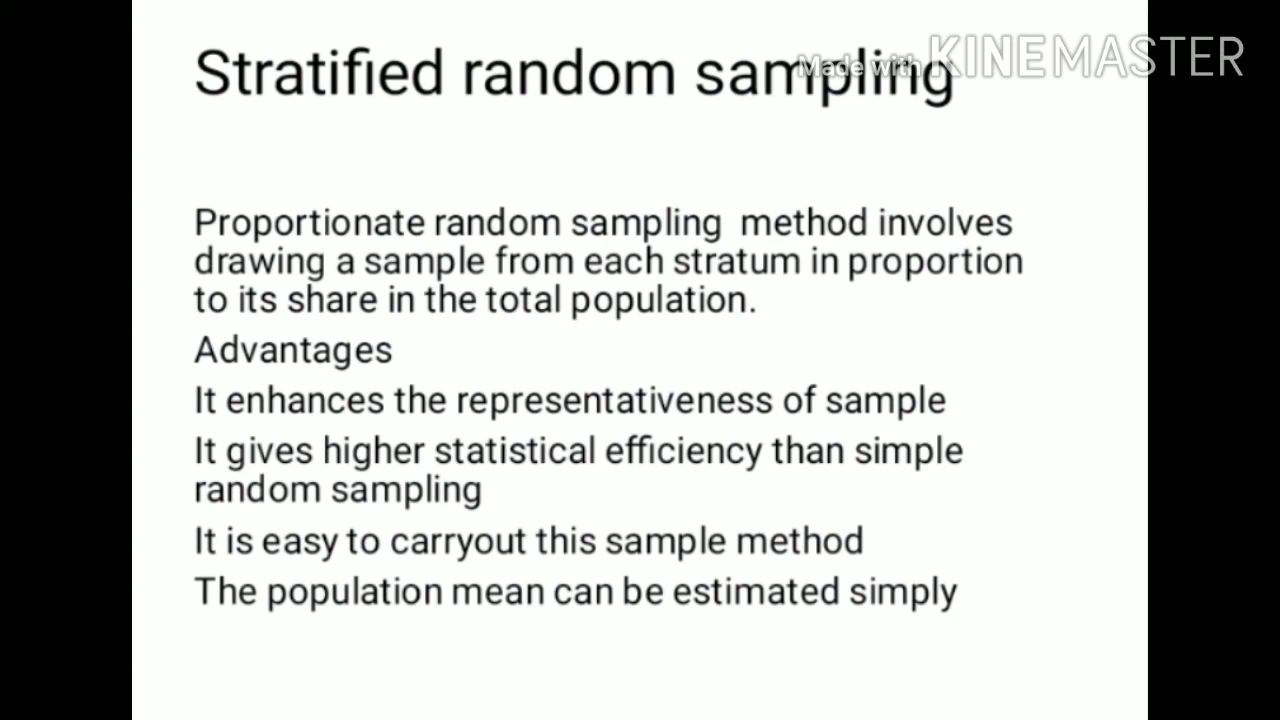 Stratified random sampling
Made with KINEMASTER
Proportionate random sampling method involves
drawing a sample from each stratum in proportion
to its share in the total population.
Advantages
It enhances the representativeness of sample
It gives higher statistical efficiency than simple
random sampling
It is easy to carryout this sample method
The population mean can be estimated simply